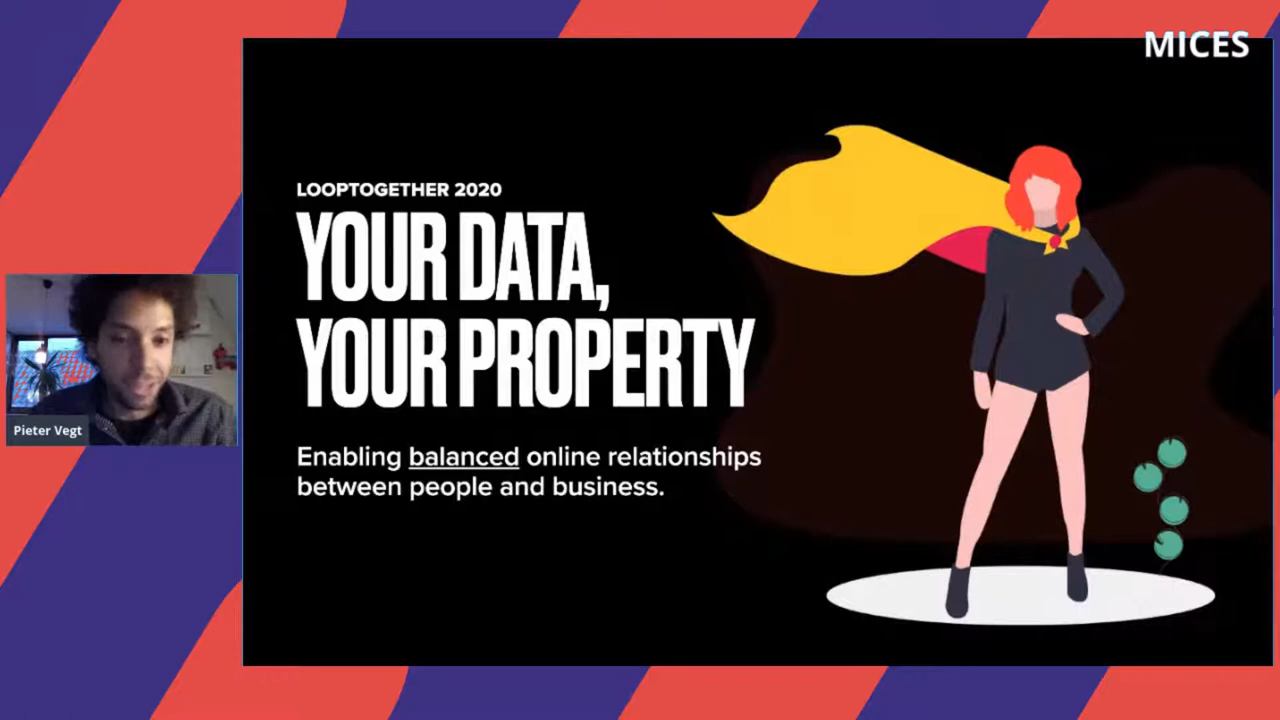 MICES
LOOPTOGETHER 2020
YOUR DATA,
YOUR PROPERTY
Enabling balanced online relationships
between people and business.
Pieter Vegt